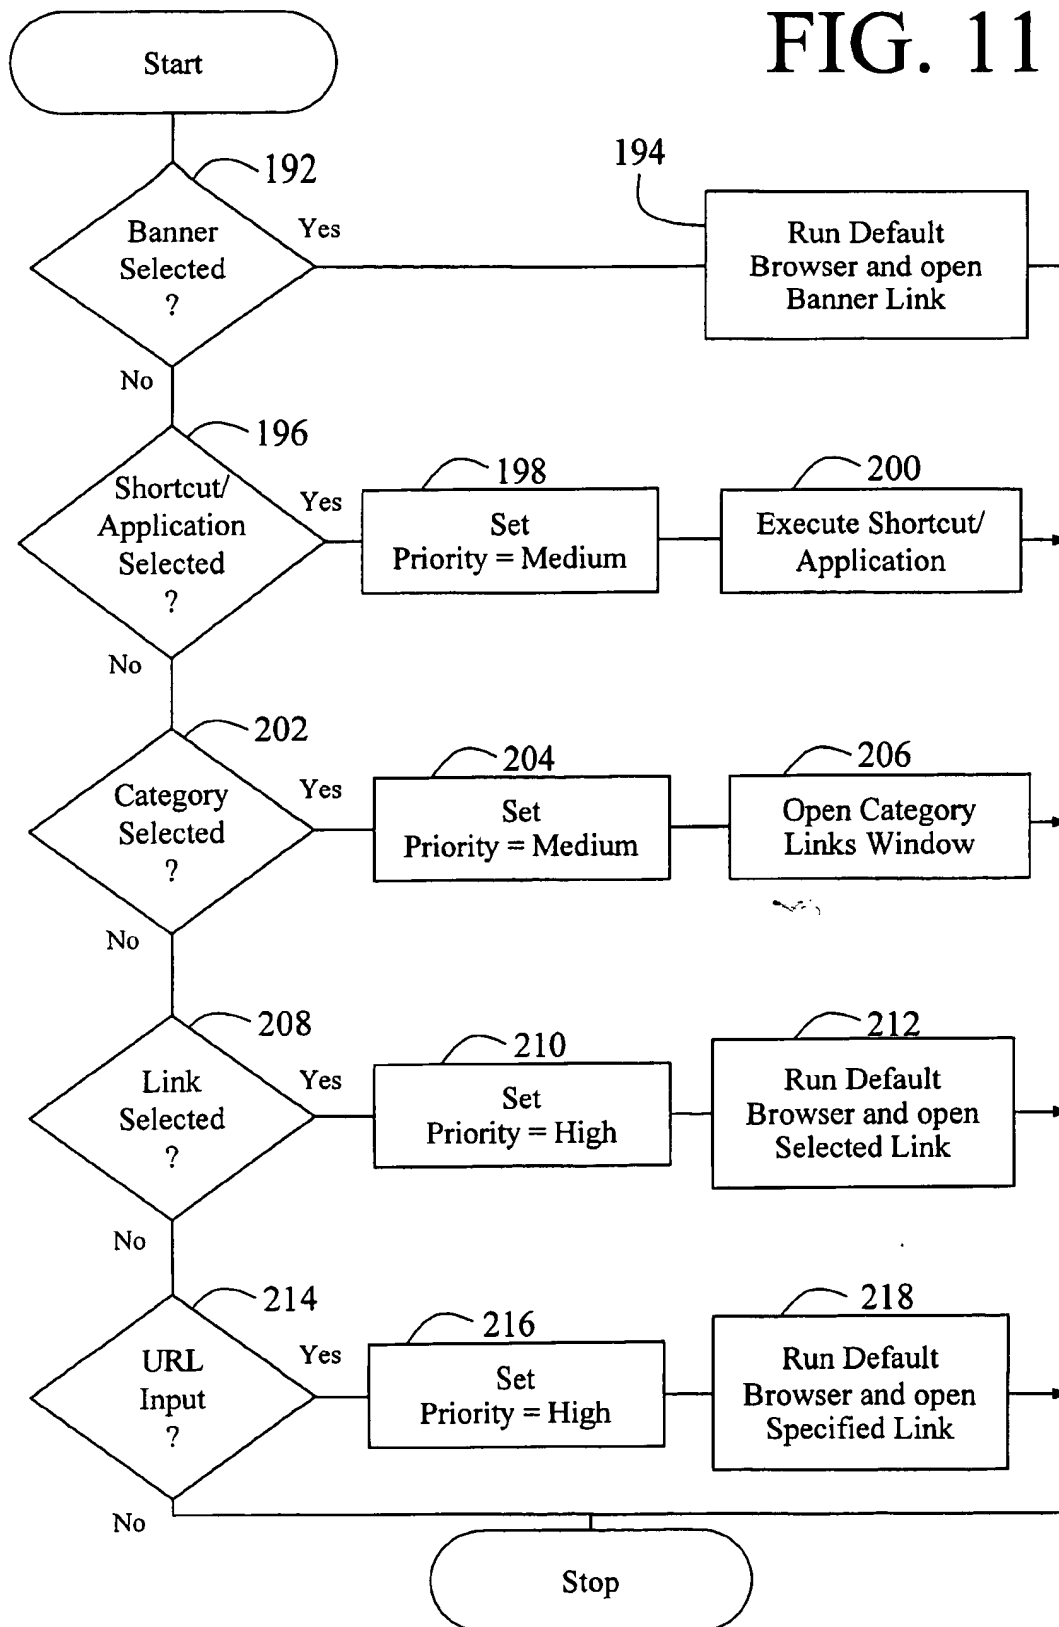 FIG. 11
Start
192
Banner
Selected
?
Yes
194
Run Default
Browser and open
Banner Link
No
196
Shortcut/
Application
Selected
?
Yes
198
Set
Priority = Medium
200
Execute Shortcut/
Application
No
202
Category
Selected
?
Yes
204
Set
Priority = Medium
206
Open Category
Links Window
No
208
Link
Selected
?
Yes
210
Set
Priority = High
212
Run Default
Browser and open
Selected Link
No
214
URL
Input
?
Yes
216
Set
Priority = High
218
Run Default
Browser and open
Specified Link
No
Stop